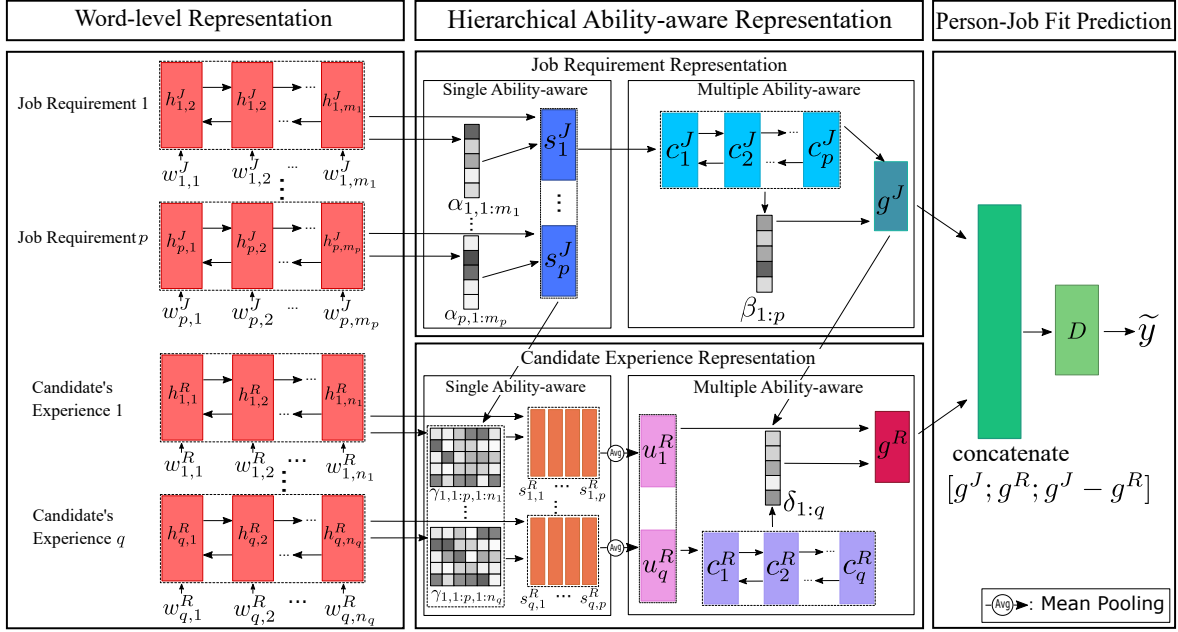 Word-level Representation
Hierarchical Ability-aware Representation
Person-Job Fit Prediction
Job Requirement 1
h^J_{1,2} h^J_{1,2} ... h^J_{1,m_1}
...
w^J_{1,1} w^J_{1,2} ... w^J_{1,m_1}
⋮
Job Requirement p
h^J_{p,1} h^J_{p,2} ... h^J_{p,m_p}
...
w^J_{p,1} w^J_{p,2} ... w^J_{p,m_p}
Candidate's
Experience 1
h^R_{1,1} h^R_{1,2} ... h^R_{1,n_1}
...
w^R_{1,1} w^R_{1,2} ... w^R_{1,n_1}
⋮
Candidate's
Experience q
h^R_{q,1} h^R_{q,2} ... h^R_{q,n_q}
...
w^R_{q,1} w^R_{q,2} ... w^R_{q,n_q}
Job Requirement Representation
Single Ability-aware
α_{1,1:m_1}
⋮
α_{p,1:m_p}
s^J_1
⋮
s^J_p
Multiple Ability-aware
c^J_1 c^J_2 ... c^J_p
...
β_{1:p}
g^J
Candidate Experience Representation
Single Ability-aware
γ_{1,1:p,1:n_1}
⋮
γ_{1,1:p,1:n_q}
s^R_{1,1} ... s^R_{1,p}
⋮
s^R_{q,1} ... s^R_{q,p}
Avg
Avg
Multiple Ability-aware
u^R_1
u^R_q
δ_{1:q}
c^R_1 c^R_2 ... c^R_q
...
g^R
D
ỹ
concatenate
[g^J; g^R; g^J − g^R]
Avg : Mean Pooling